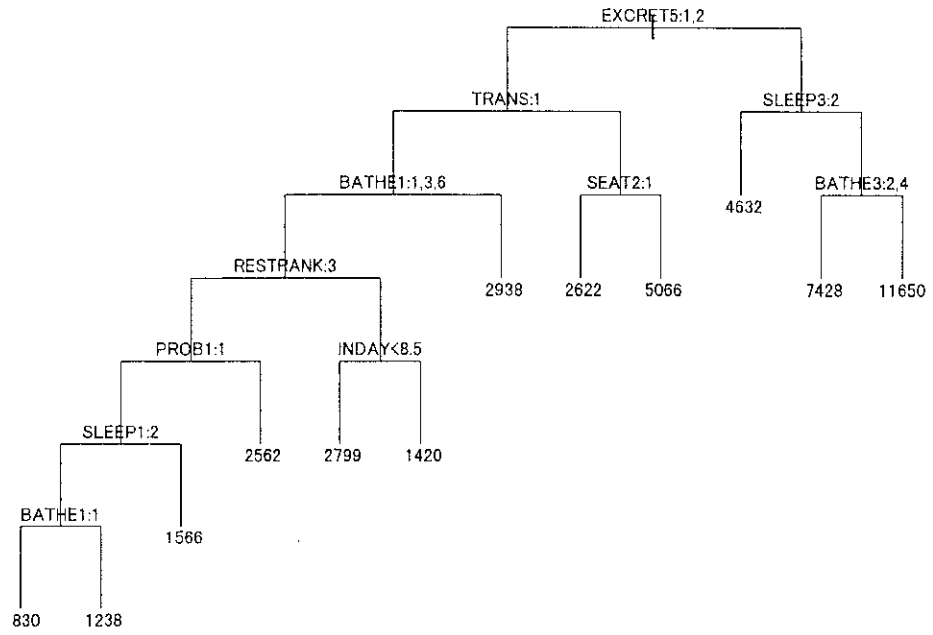 EXCRET5:1,2
TRANS:1
SLEEP3:2
BATHE1:1,3,6
SEAT2:1
4632
BATHE3:2,4
RESTRANK:3
2938
2622
5066
7428
11650
PROB1:1
INDAY<8.5
SLEEP1:2
2562
2799
1420
BATHE1:1
1566
830
1238